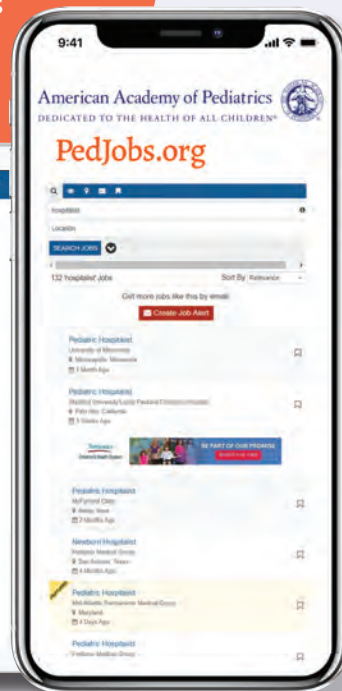 9:41
American Academy of Pediatrics
DEDICATED TO THE HEALTH OF ALL CHILDREN®
PedJobs.org
hospitalist
Location
SEARCH JOBS
132 'hospitalist' Jobs
Sort By Relevance
Get more jobs like this by email
Create Job Alert
Pediatric Hospitalist
University of Minnesota
Minneapolis, Minnesota
1 Month Ago
Pediatric Hospitalist
Palo Alto, California
3 Weeks Ago
BE PART OF OUR PROMISE
Pediatric Hospitalist
McFarland Clinic
Ames, Iowa
2 Months Ago
Newborn Hospitalist
Pediatrix Medical Group
San Antonio, Texas
4 Months Ago
Pediatric Hospitalist
Mid-Atlantic Permanente Medical Group
Maryland
4 Days Ago
Pediatric Hospitalist
Pediatrix Medical Group